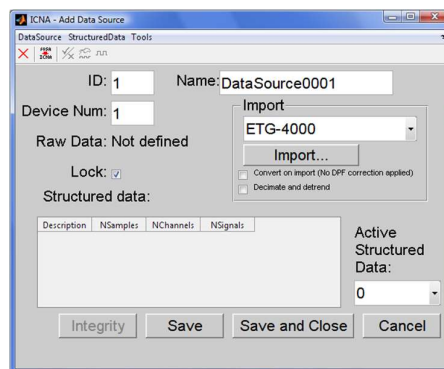 ICNA - Add Data Source
DataSource StructuredData Tools
ID: 1 Name: DataSource0001
Device Num: 1
Import
ETG-4000
Raw Data: Not defined
Import...
Lock:
Convert on import (No DPF correction applied)
Decimate and detrend
Structured data:
Description NSamples NChannels NSignals
Active
Structured
Data:
0
Integrity Save Save and Close Cancel